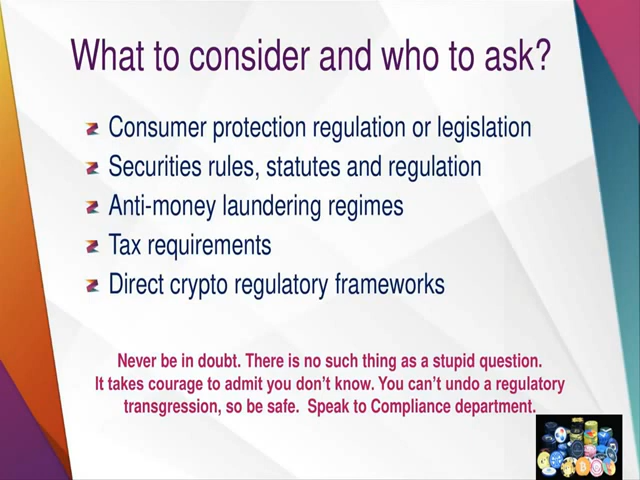 What to consider and who to ask?
Consumer protection regulation or legislation
Securities rules, statutes and regulation
Anti-money laundering regimes
Tax requirements
Direct crypto regulatory frameworks
Never be in doubt. There is no such thing as a stupid question.
It takes courage to admit you don’t know. You can’t undo a regulatory
transgression, so be safe. Speak to Compliance department.